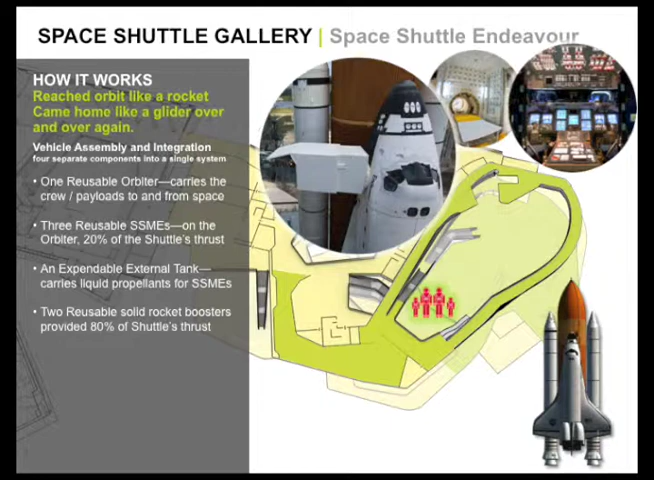 SPACE SHUTTLE GALLERY | Space Shuttle Endeavour
HOW IT WORKS
Reached orbit like a rocket
Came home like a glider over
and over again.
Vehicle Assembly and Integration
four separate components into a single system
• One Reusable Orbiter—carries the
crew / payloads to and from space
• Three Reusable SSMEs—on the
Orbiter, 20% of the Shuttle's thrust
• An Expendable External Tank—
carries liquid propellants for SSMEs
• Two Reusable solid rocket boosters
provided 80% of Shuttle's thrust